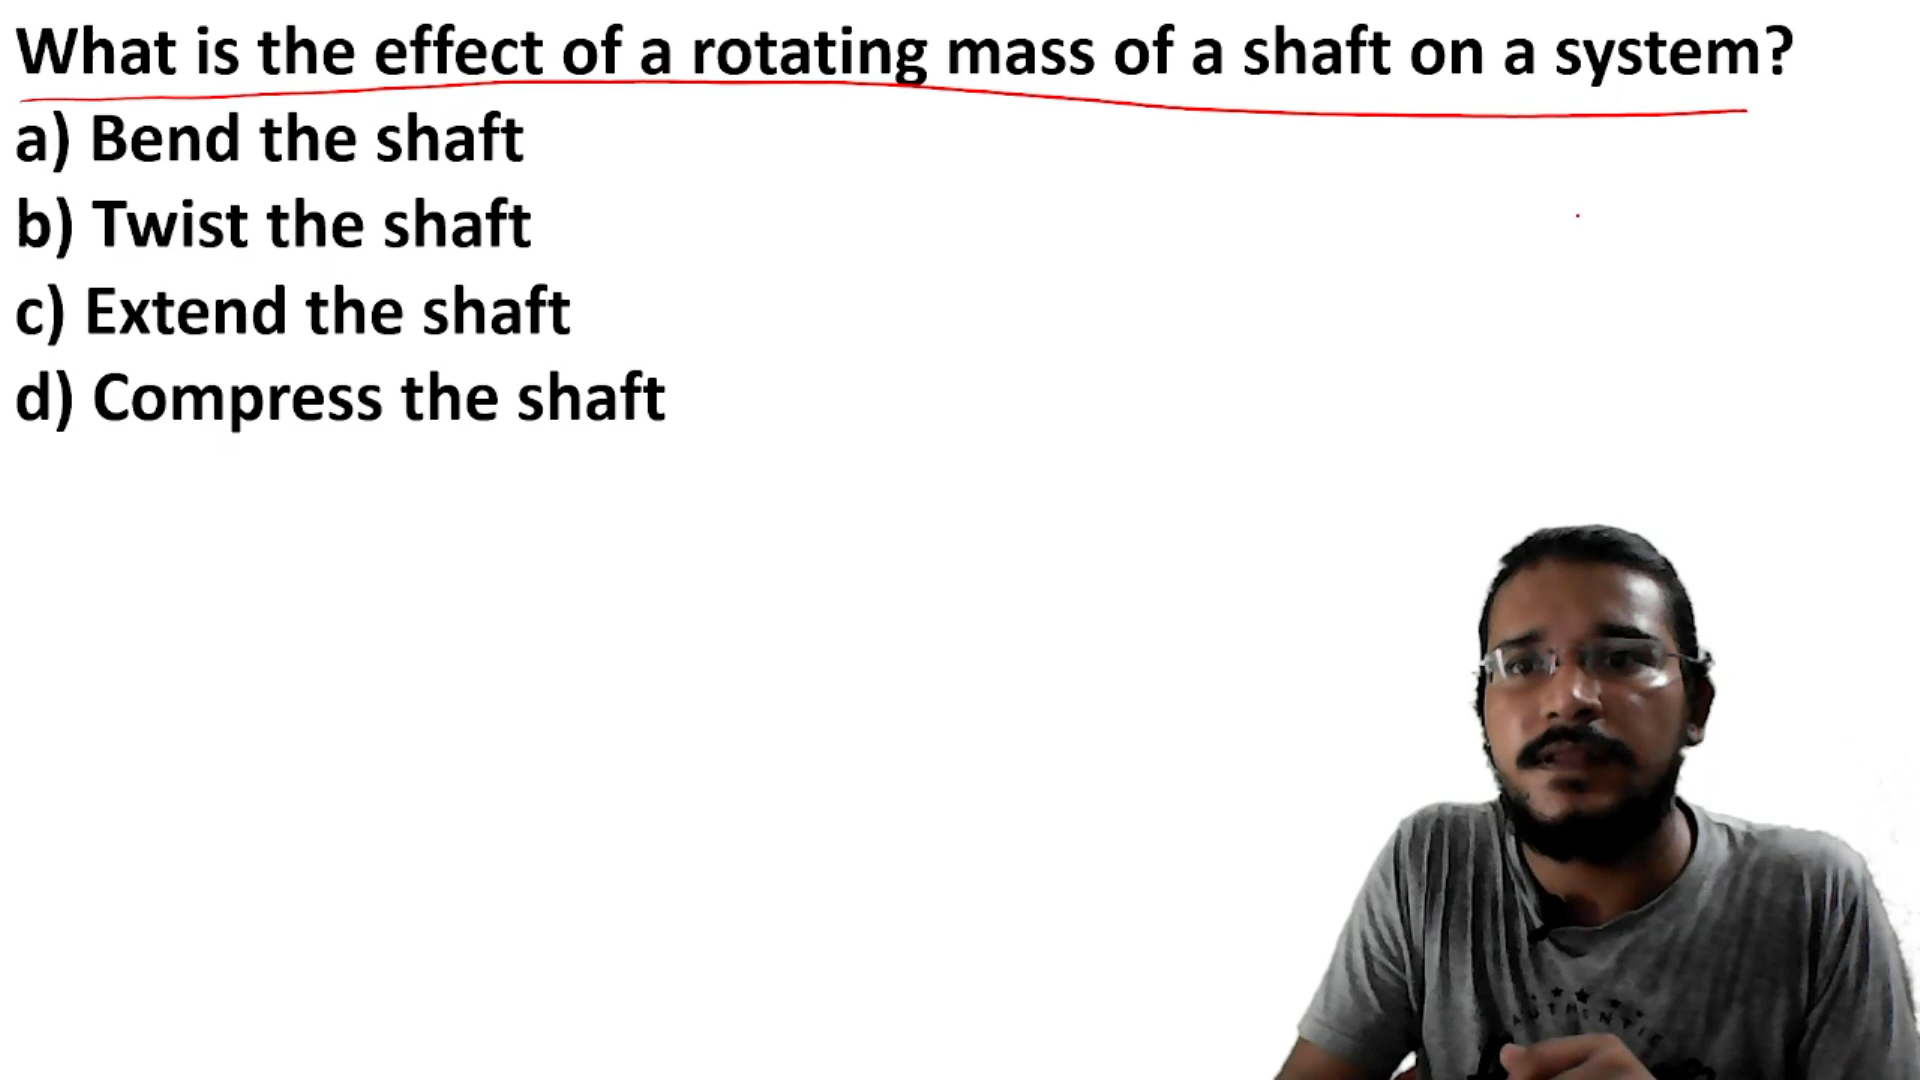 What is the effect of a rotating mass of a shaft on a system?
a) Bend the shaft
b) Twist the shaft
c) Extend the shaft
d) Compress the shaft
AUTHENTIC